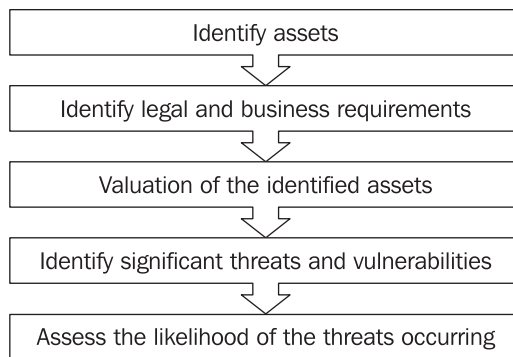 Identify assets
Identify legal and business requirements
Valuation of the identified assets
Identify significant threats and vulnerabilities
Assess the likelihood of the threats occurring